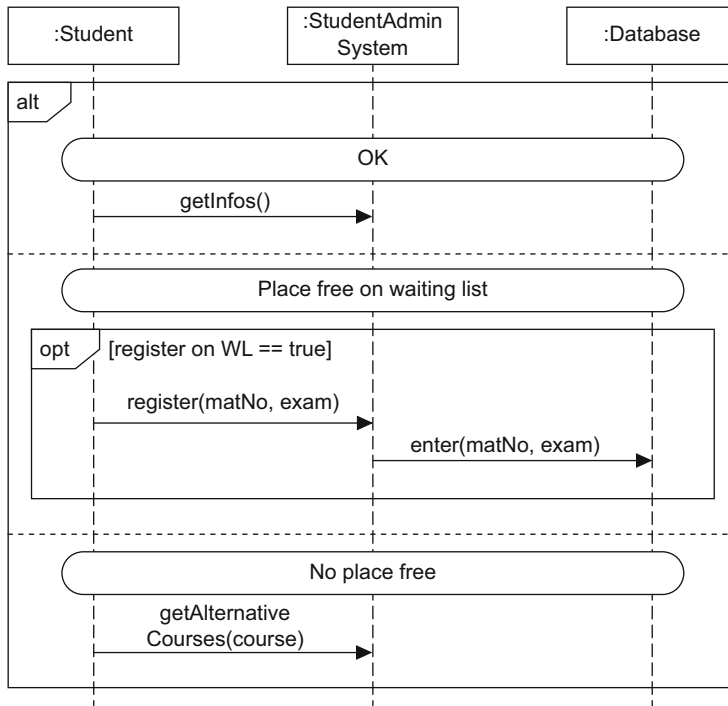 :Student
:StudentAdmin
System
:Database
alt
OK
getInfos()
Place free on waiting list
opt
[register on WL == true]
register(matNo, exam)
enter(matNo, exam)
No place free
getAlternative
Courses(course)